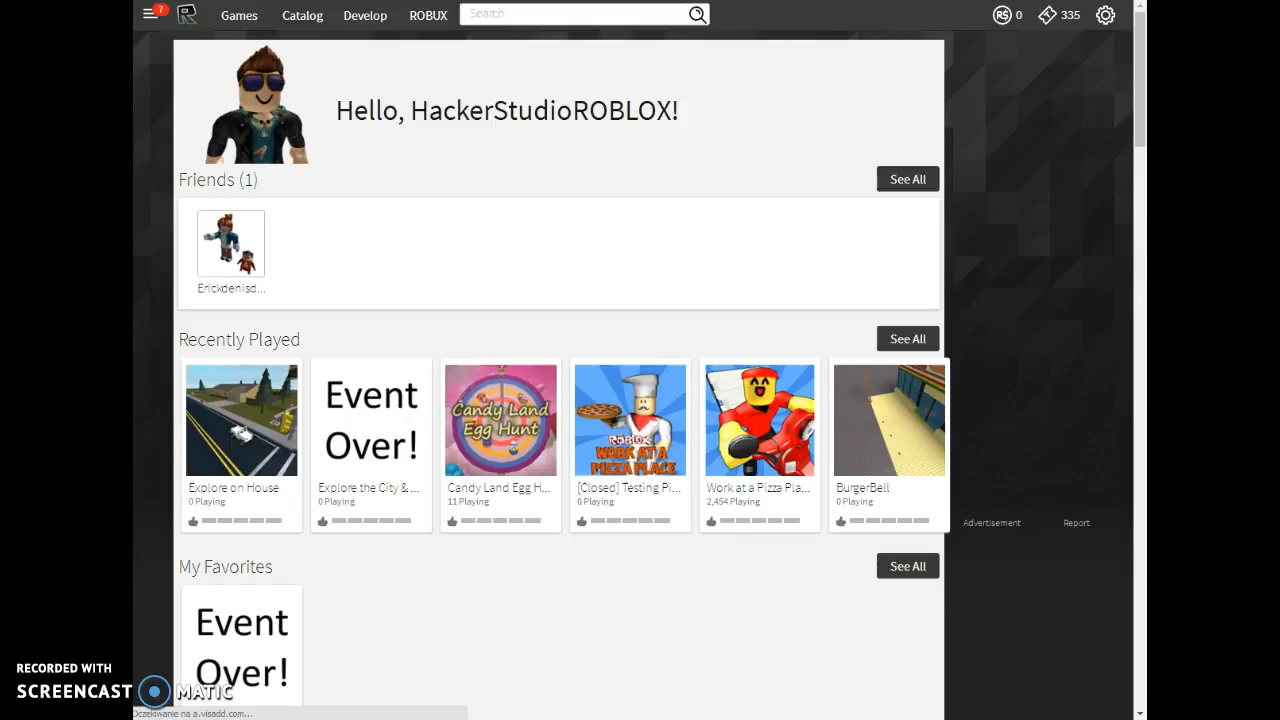 7
Games Catalog Develop ROBUX Search R$ 0 335
Hello, HackerStudioROBLOX!
Friends (1) See All
Erickdenisd...
Recently Played See All
Event
Over!
Candy Land
Egg Hunt
ROBLOX
WORK AT A
PIZZA PLACE
Explore on House Explore the City & ... Candy Land Egg H... [Closed] Testing Pi... Work at a Pizza Pla... BurgerBell
0 Playing 0 Playing 11 Playing 0 Playing 2,454 Playing 0 Playing
Advertisement Report
My Favorites See All
Event
Over!
RECORDED WITH
SCREENCAST MATIC
Oczekiwanie na a.visadd.com...